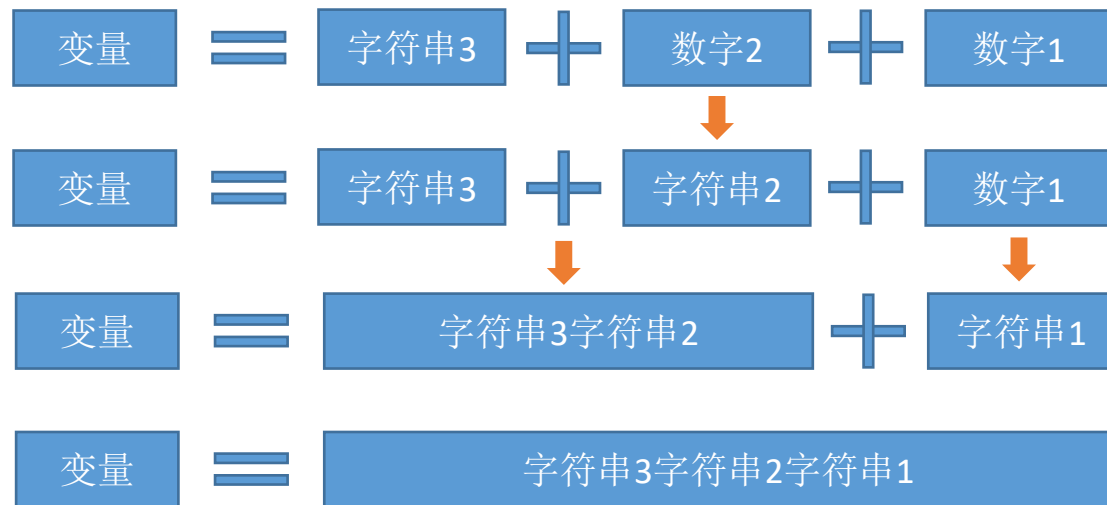 变量 = 字符串3 + 数字2 + 数字1
变量 = 字符串3 + 字符串2 + 数字1
变量 = 字符串3字符串2 + 字符串1
变量 = 字符串3字符串2字符串1